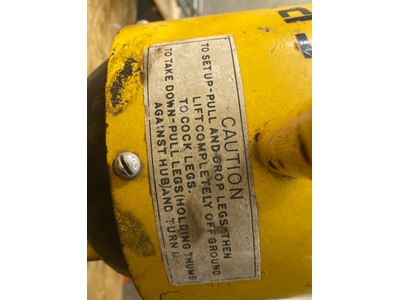 CAUTION
TO SET UP-PULL AND DROP LEGS-THEN
LIFT COMPLETELY OFF GROUND
TO COCK LEGS.
TO TAKE DOWN-PULL LEGS (HOLDING THUMB
AGAINST HUB) AND TURN